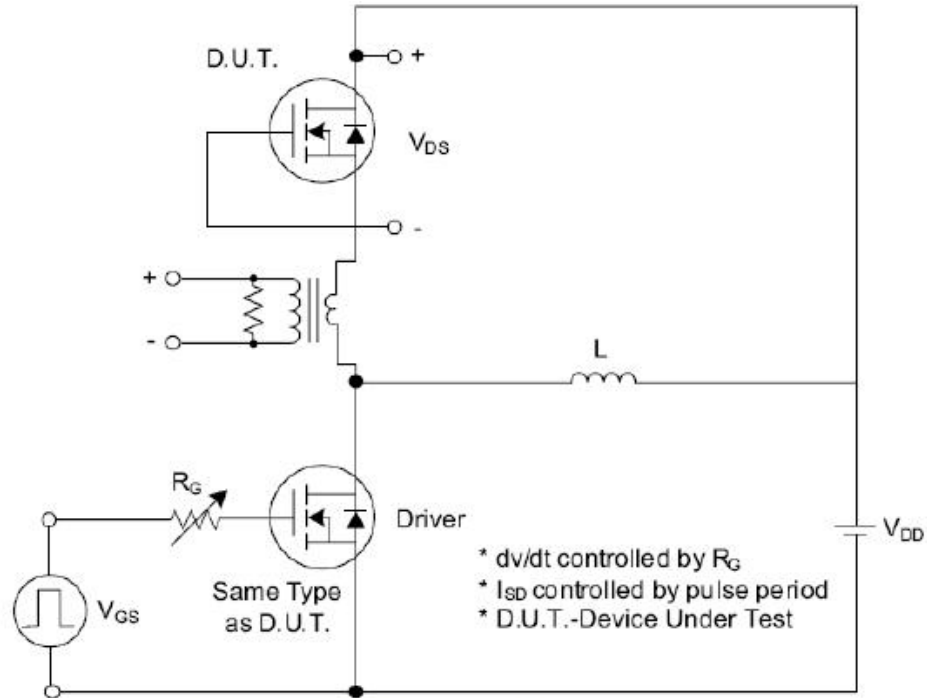 D.U.T.
+
VDS
-
+
-
L
RG
Driver
VDD
VGS
Same Type
as D.U.T.
* dv/dt controlled by RG
* ISD controlled by pulse period
* D.U.T.-Device Under Test